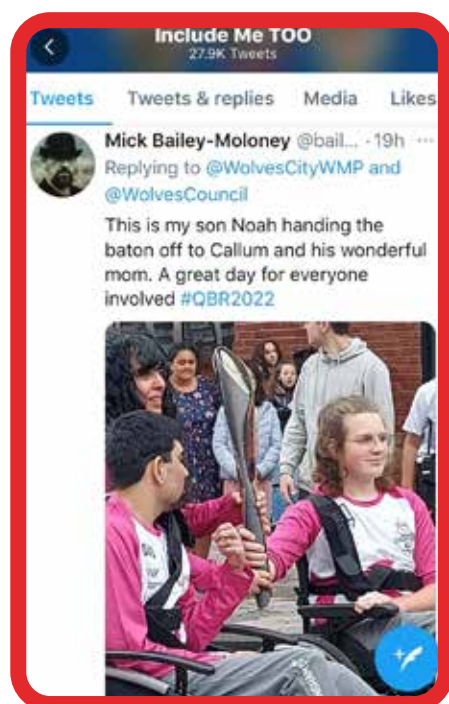 Include Me TOO
27.9K Tweets
Tweets Tweets & replies Media Likes
Mick Bailey-Moloney @bail... · 19h ...
Replying to @WolvesCityWMP and
@WolvesCouncil
This is my son Noah handing the
baton off to Callum and his wonderful
mom. A great day for everyone
involved #QBR2022